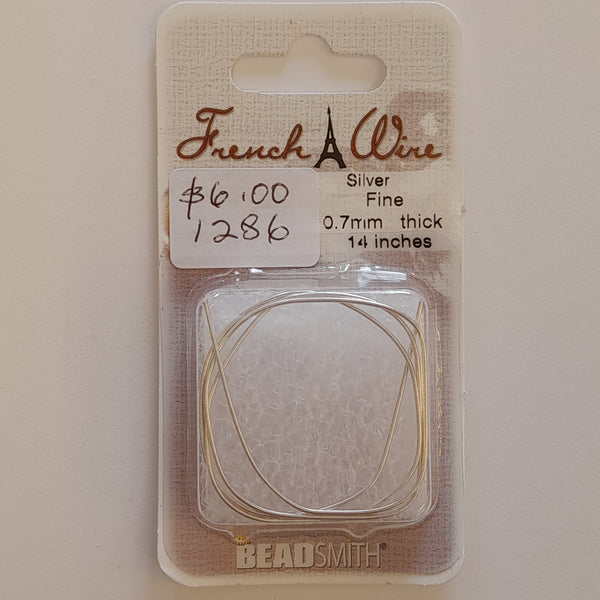 French Wire
$6.00
1286
Silver
Fine
0.7mm thick
14 inches
BEADSMITH®